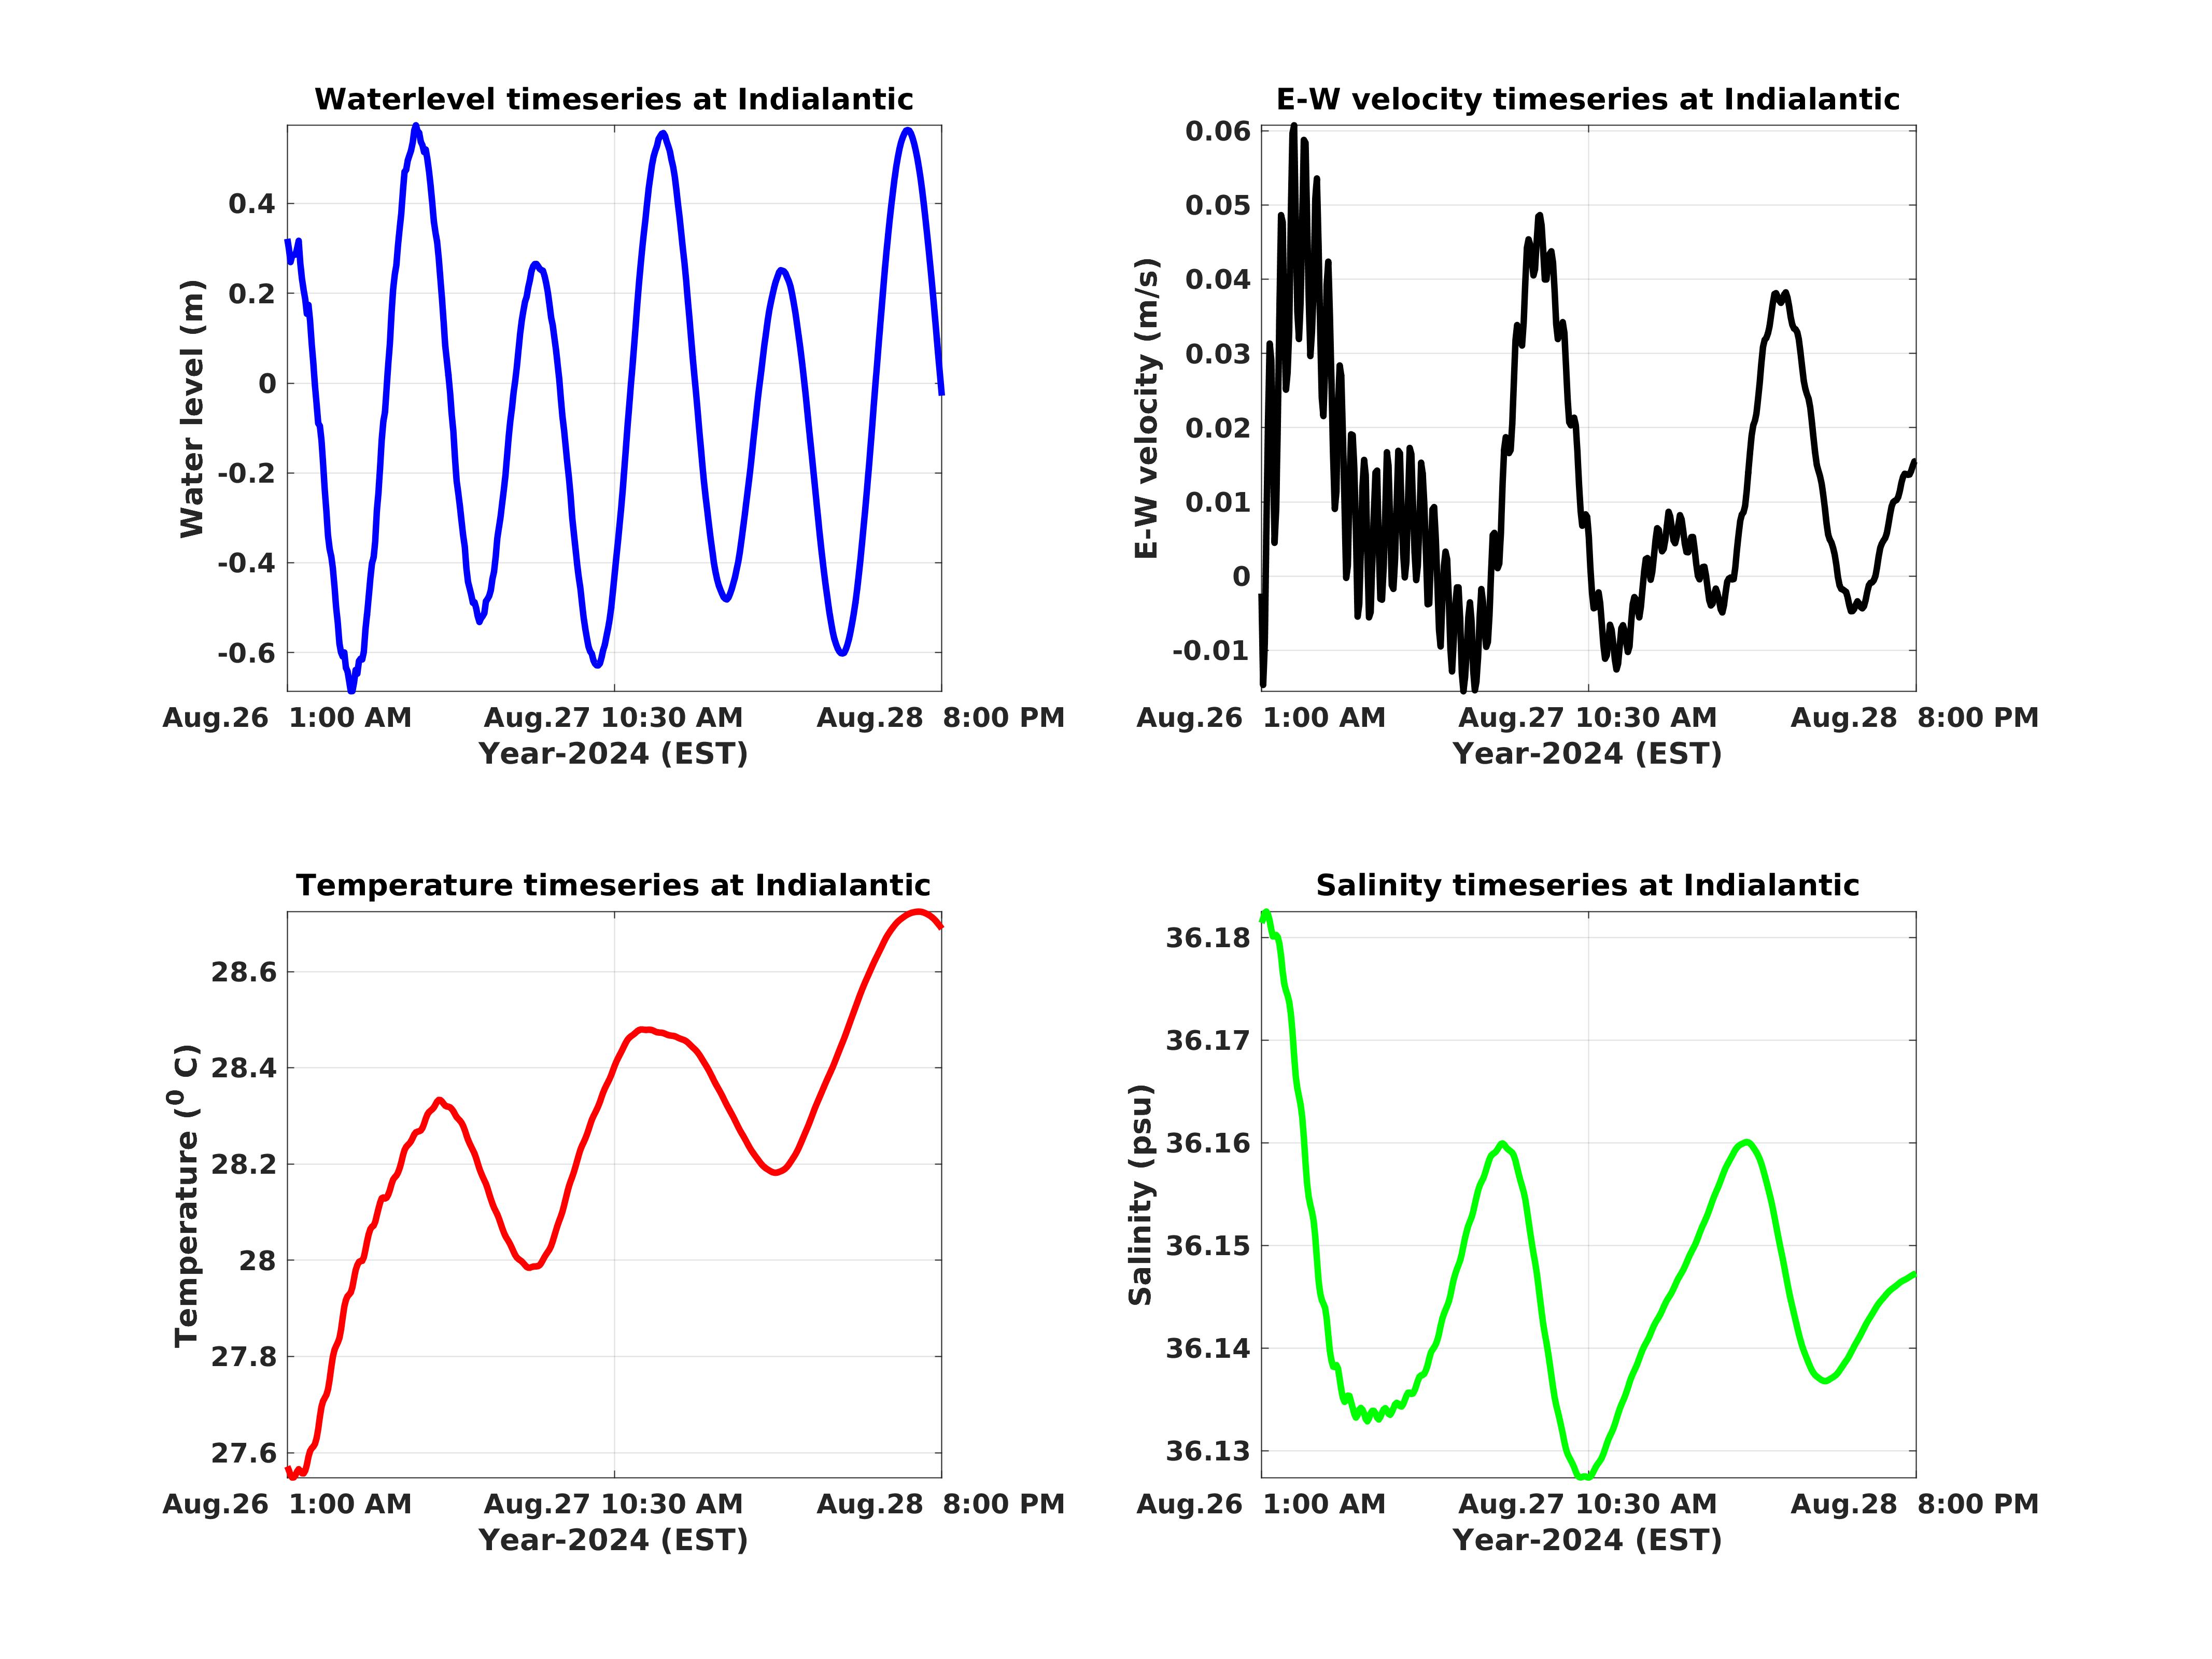 Waterlevel timeseries at Indialantic
Water level (m)
0.4
0.2
0
-0.2
-0.4
-0.6
Aug.26 1:00 AM Aug.27 10:30 AM Aug.28 8:00 PM
Year-2024 (EST)
E-W velocity timeseries at Indialantic
E-W velocity (m/s)
0.06
0.05
0.04
0.03
0.02
0.01
0
-0.01
Aug.26 1:00 AM Aug.27 10:30 AM Aug.28 8:00 PM
Year-2024 (EST)
Temperature timeseries at Indialantic
Temperature (⁰ C)
28.6
28.4
28.2
28
27.8
27.6
Aug.26 1:00 AM Aug.27 10:30 AM Aug.28 8:00 PM
Year-2024 (EST)
Salinity timeseries at Indialantic
Salinity (psu)
36.18
36.17
36.16
36.15
36.14
36.13
Aug.26 1:00 AM Aug.27 10:30 AM Aug.28 8:00 PM
Year-2024 (EST)